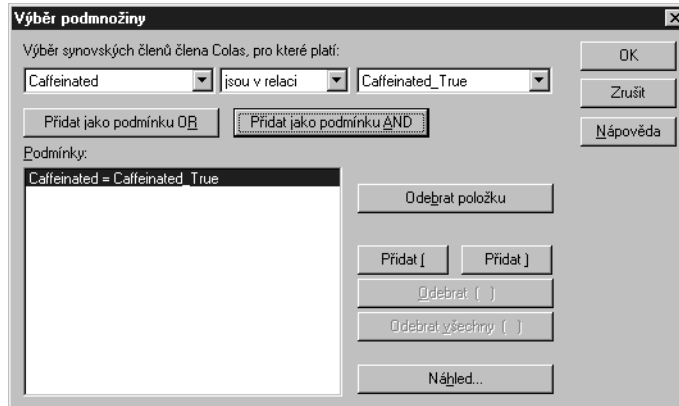 Výběr podmnožiny
Výběr synovských členů člena Colas, pro které platí:
Caffeinated jsou v relaci Caffeinated_True
OK
Zrušit
Nápověda
Přidat jako podmínku OR Přidat jako podmínku AND
Podmínky:
Caffeinated = Caffeinated_True
Odebrat položku
Přidat ( Přidat )
Odebrat ( )
Odebrat všechny ( )
Náhled...